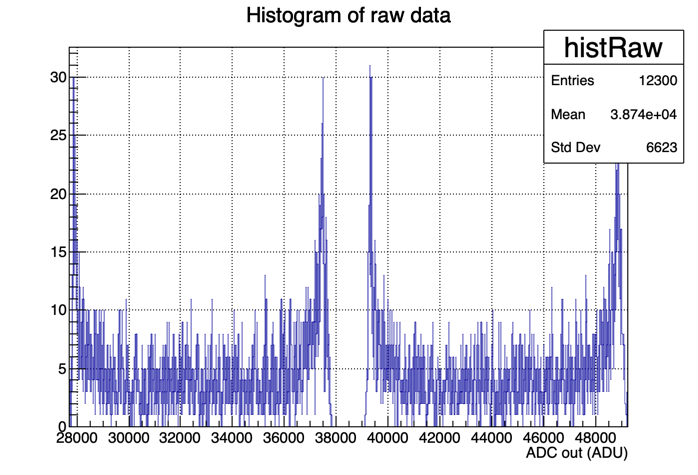 Histogram of raw data
histRaw
Entries 12300
Mean 3.874e+04
Std Dev 6623
30
25
20
15
10
5
0
28000 30000 32000 34000 36000 38000 40000 42000 44000 46000 48000
ADC out (ADU)